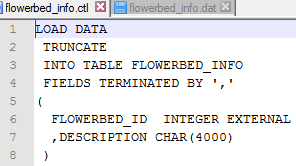 flowerbed_info.ctl flowerbed_info.dat
1 LOAD DATA
2 TRUNCATE
3 INTO TABLE FLOWERBED_INFO
4 FIELDS TERMINATED BY ','
5 (
6 FLOWERBED_ID  INTEGER EXTERNAL
7 ,DESCRIPTION CHAR(4000)
8 )